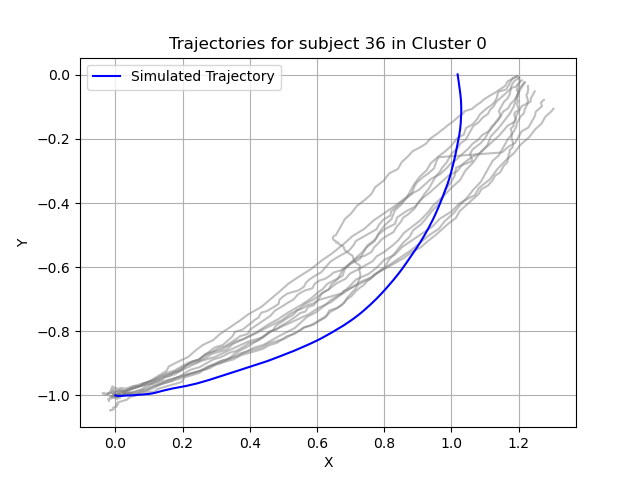 Trajectories for subject 36 in Cluster 0
Simulated Trajectory
Y
0.0
−0.2
−0.4
−0.6
−0.8
−1.0
0.0 0.2 0.4 0.6 0.8 1.0 1.2
X